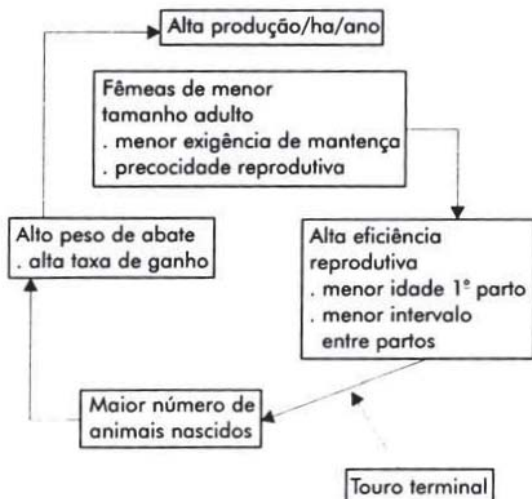 Alta produção/ha/ano
Fêmeas de menor
tamanho adulto
. menor exigência de mantença
. precocidade reprodutiva
Alto peso de abate
. alta taxa de ganho
Alta eficiência
reprodutiva
. menor idade 1º parto
. menor intervalo
entre partos
Maior número de
animais nascidos
Touro terminal